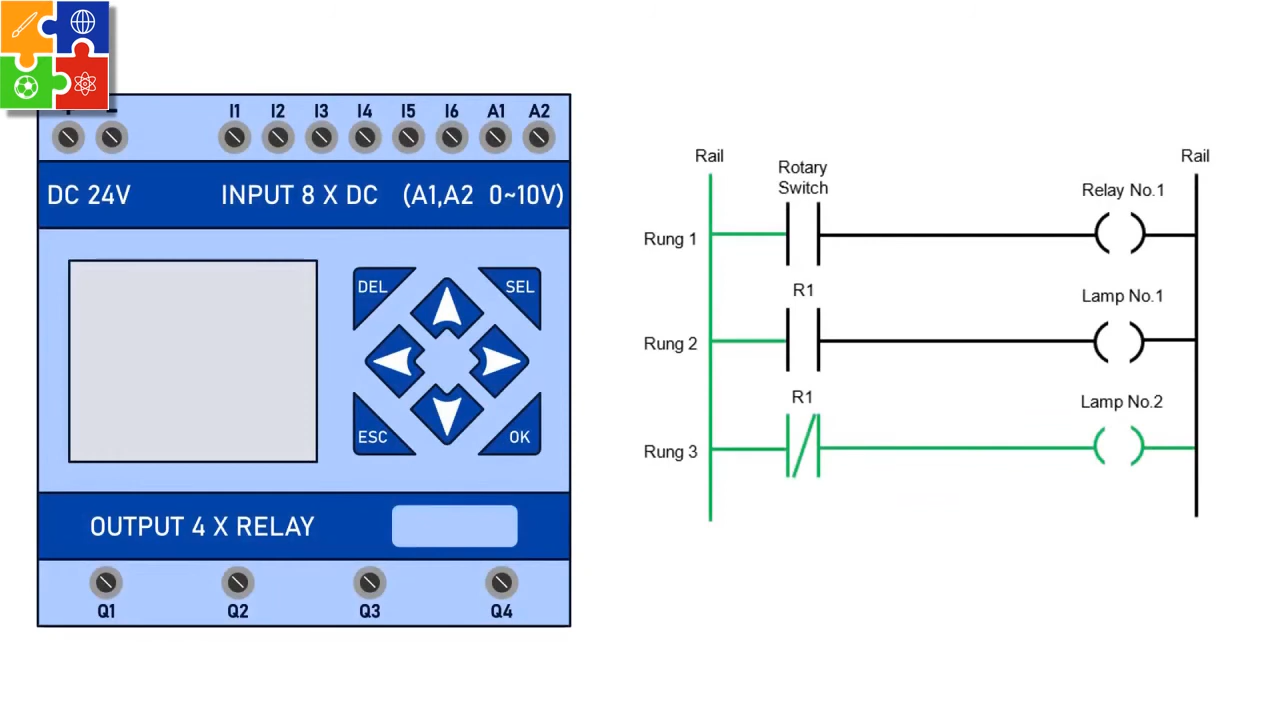 I1 I2 I3 I4 I5 I6 A1 A2
DC 24V INPUT 8 X DC (A1,A2 0~10V)
DEL SEL
ESC OK
OUTPUT 4 X RELAY
Q1 Q2 Q3 Q4
Rail Rail
Rotary
Switch
Relay No.1
Rung 1
R1 Lamp No.1
Rung 2
R1 Lamp No.2
Rung 3